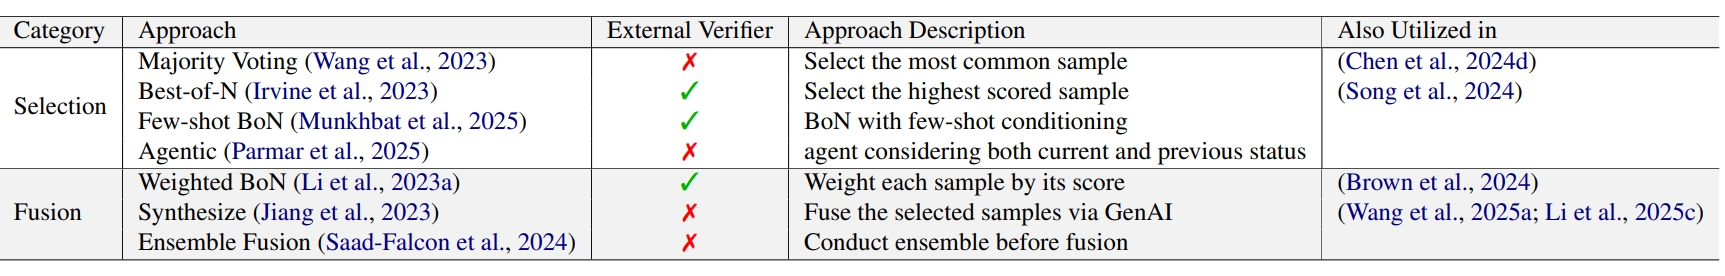 Category Approach External Verifier Approach Description Also Utilized in
Majority Voting (Wang et al., 2023) ✗ Select the most common sample (Chen et al., 2024d)
Best-of-N (Irvine et al., 2023) ✓ Select the highest scored sample (Song et al., 2024)
Selection
Few-shot BoN (Munkhbat et al., 2025) ✓ BoN with few-shot conditioning
Agentic (Parmar et al., 2025) ✗ agent considering both current and previous status
Weighted BoN (Li et al., 2023a) ✓ Weight each sample by its score (Brown et al., 2024)
Fusion Synthesize (Jiang et al., 2023) ✗ Fuse the selected samples via GenAI (Wang et al., 2025a; Li et al., 2025c)
Ensemble Fusion (Saad-Falcon et al., 2024) ✗ Conduct ensemble before fusion